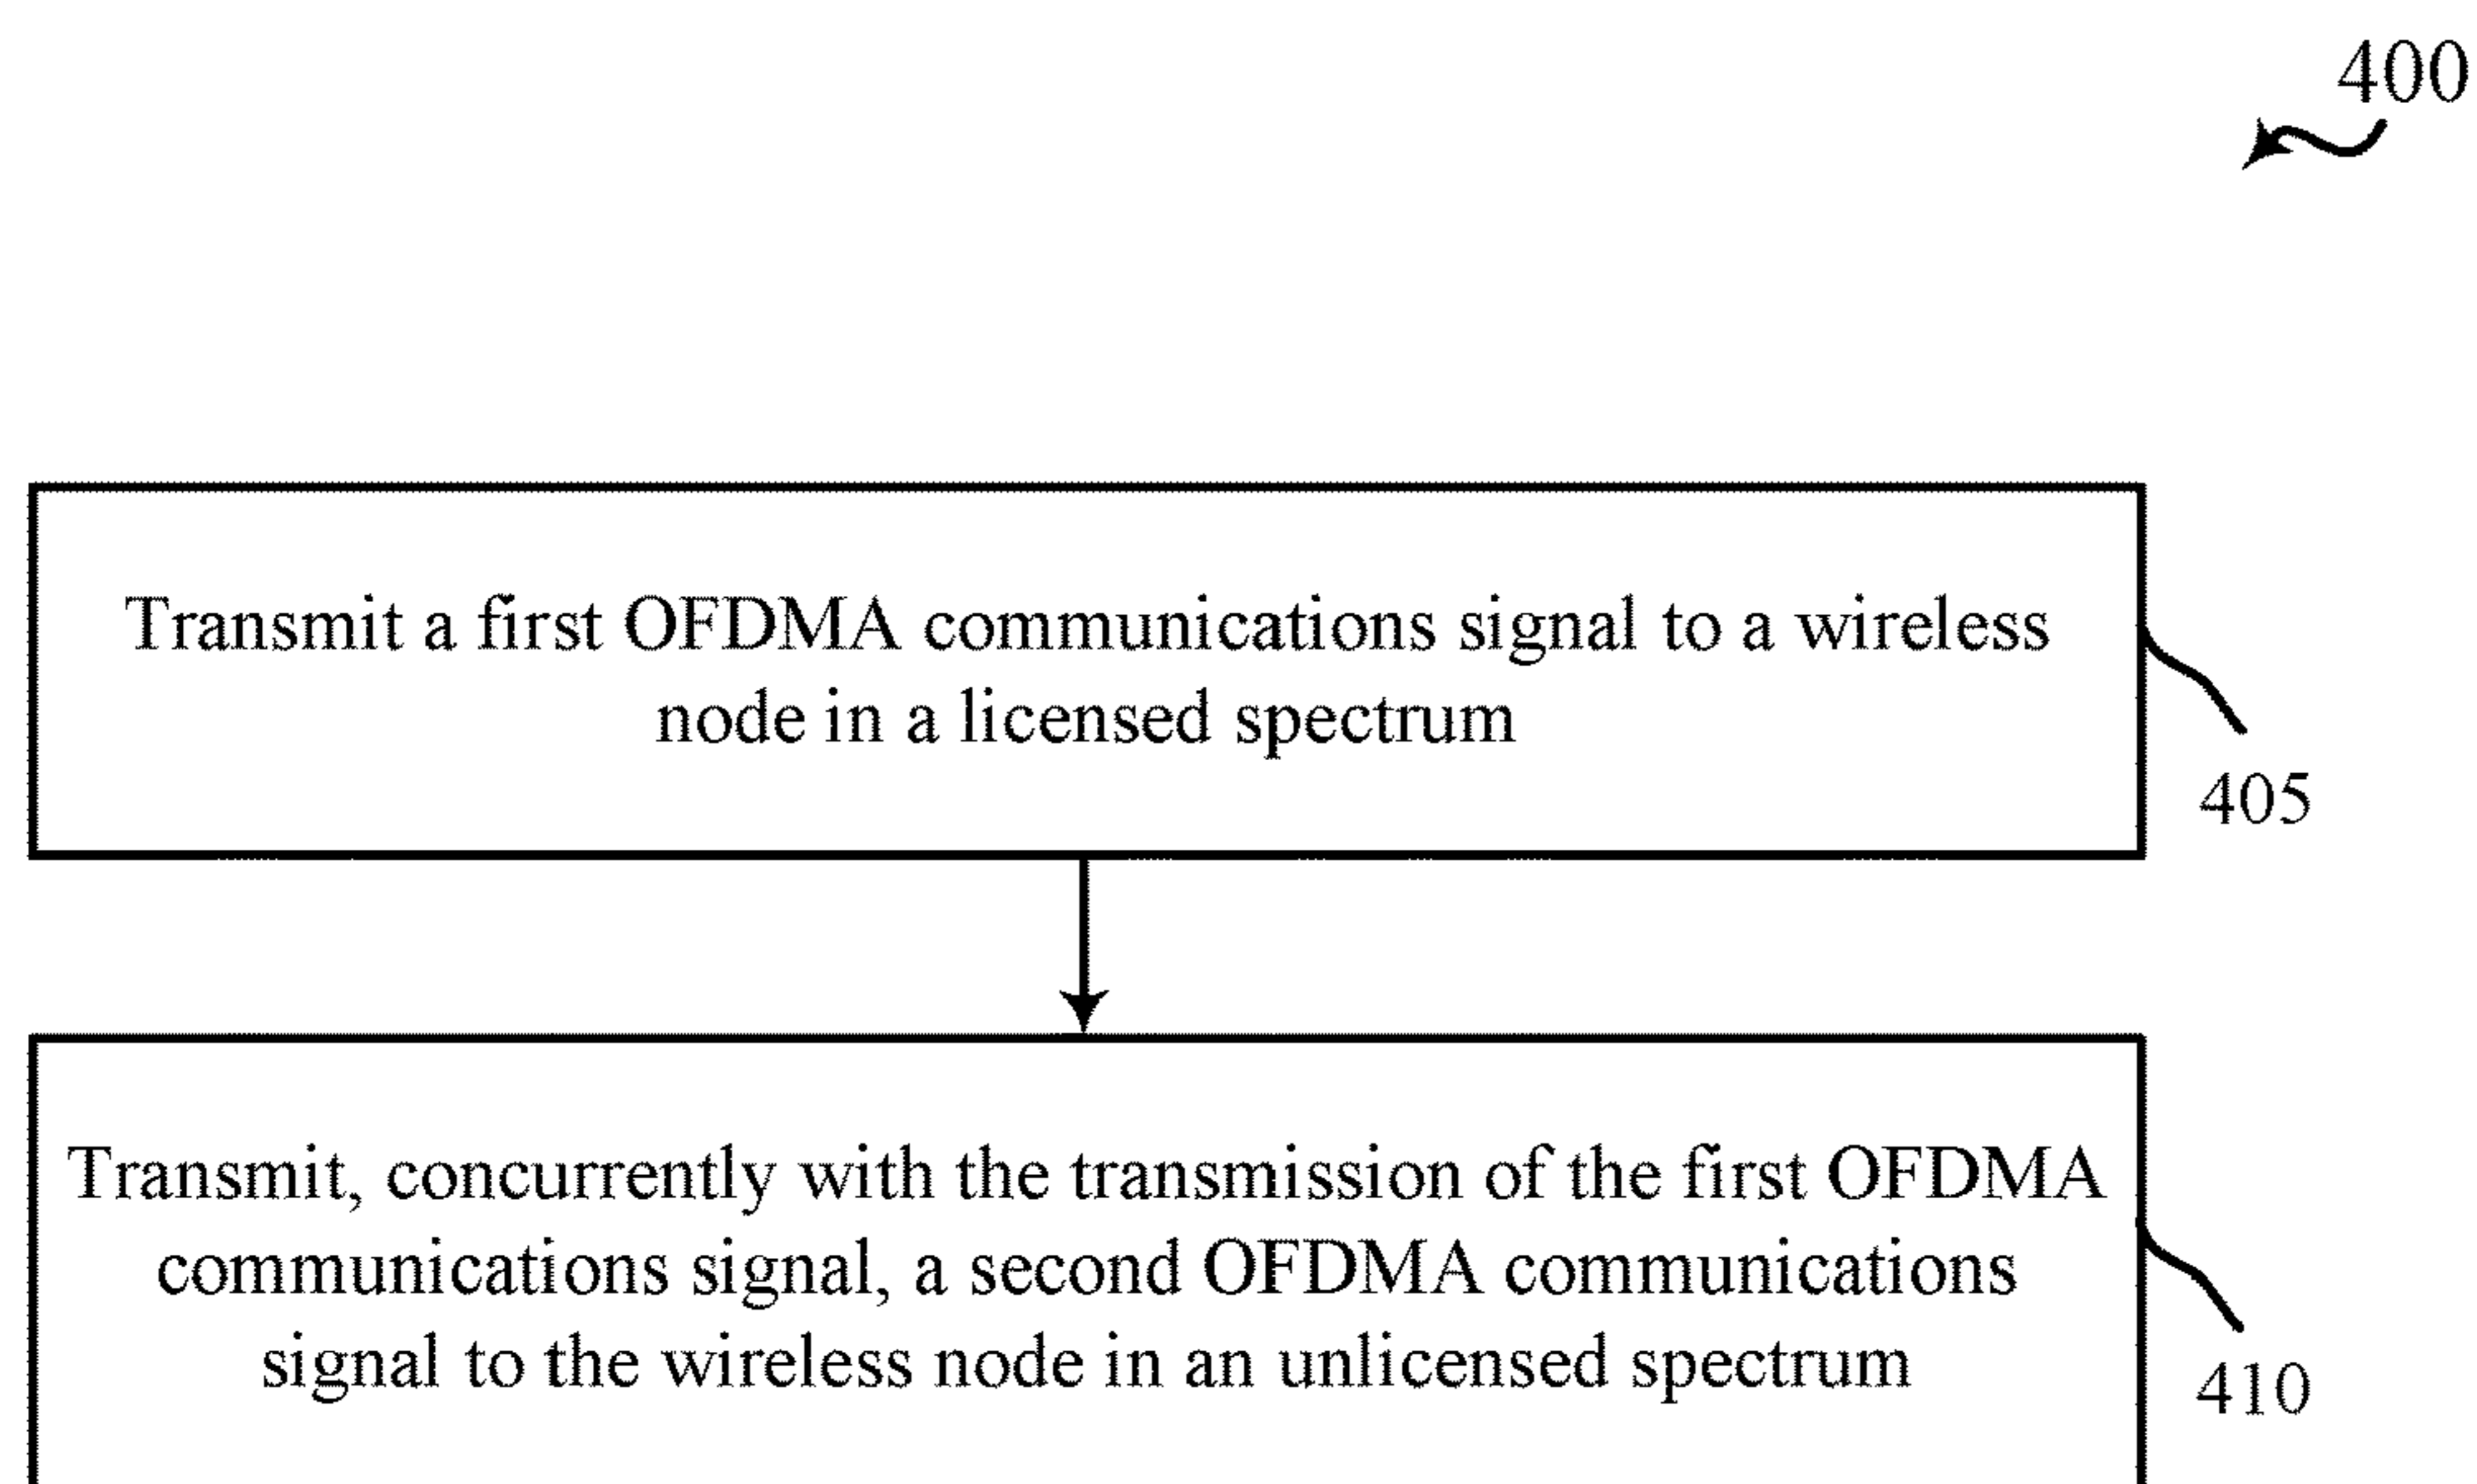 400
Transmit a first OFDMA communications signal to a wireless
node in a licensed spectrum
405
Transmit, concurrently with the transmission of the first OFDMA
communications signal, a second OFDMA communications
signal to the wireless node in an unlicensed spectrum
410